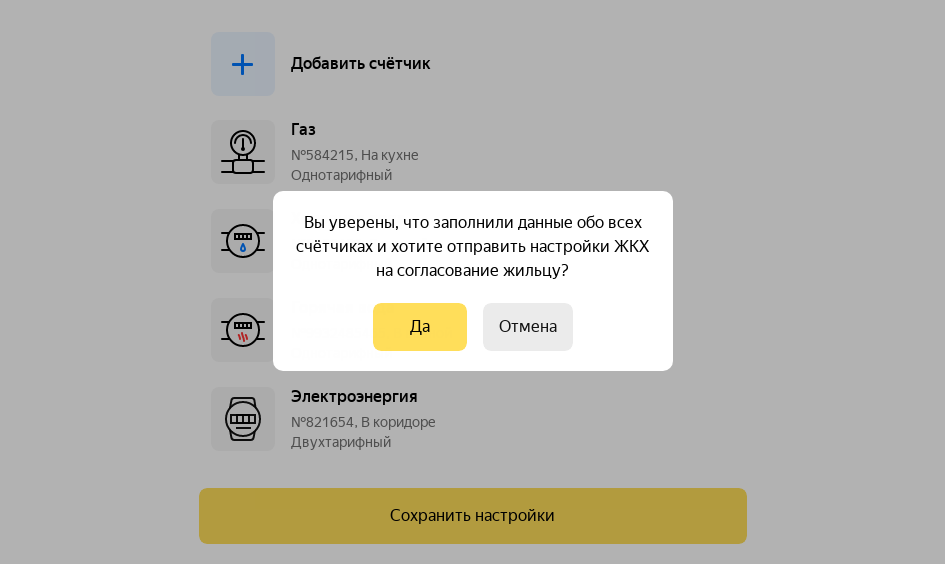 Добавить счётчик
Газ
№584215, На кухне
Однотарифный
Вы уверены, что заполнили данные обо всех
счётчиках и хотите отправить настройки ЖКХ
на согласование жильцу?
Да
Отмена
Электроэнергия
№821654, В коридоре
Двухтарифный
Сохранить настройки